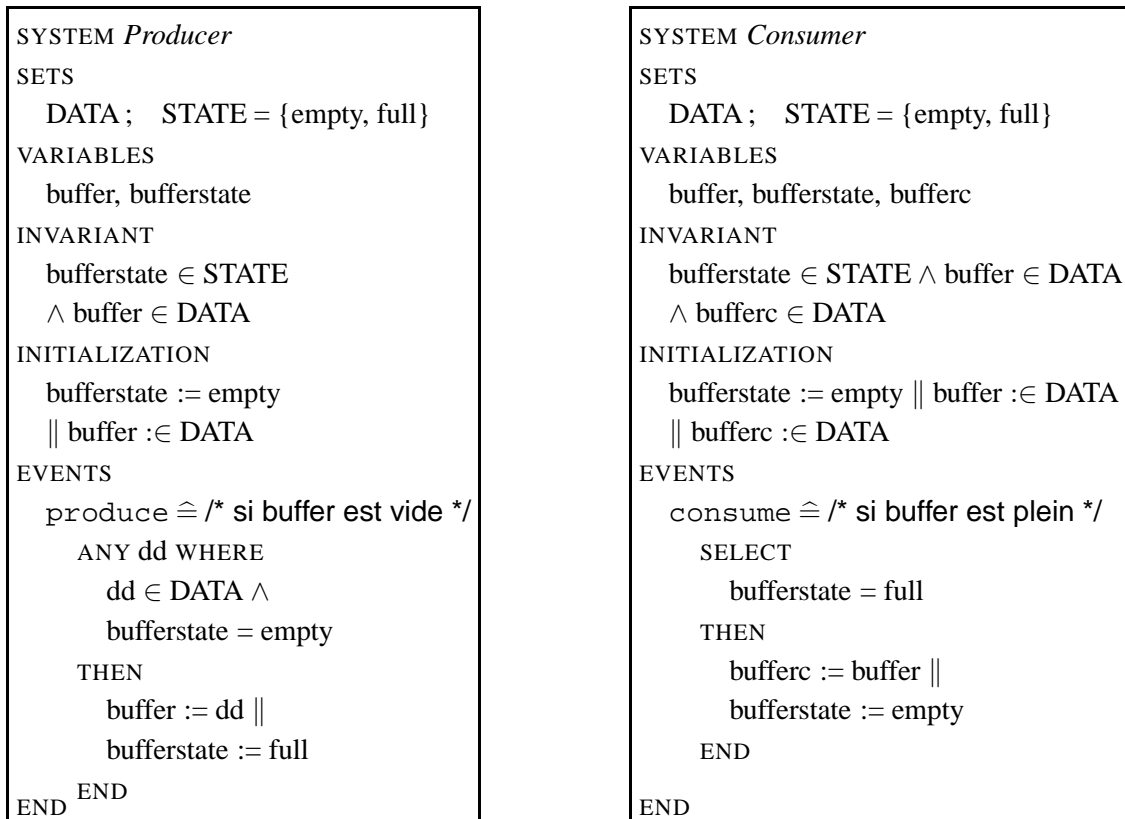 SYSTEM Producer
SETS
DATA ; STATE = {empty, full}
VARIABLES
buffer, bufferstate
INVARIANT
bufferstate ∈ STATE
∧ buffer ∈ DATA
INITIALIZATION
bufferstate := empty
∥ buffer :∈ DATA
EVENTS
produce ≙ /* si buffer est vide */
ANY dd WHERE
dd ∈ DATA ∧
bufferstate = empty
THEN
buffer := dd ∥
bufferstate := full
END
END
SYSTEM Consumer
SETS
DATA ; STATE = {empty, full}
VARIABLES
buffer, bufferstate, bufferc
INVARIANT
bufferstate ∈ STATE ∧ buffer ∈ DATA
∧ bufferc ∈ DATA
INITIALIZATION
bufferstate := empty ∥ buffer :∈ DATA
∥ bufferc :∈ DATA
EVENTS
consume ≙ /* si buffer est plein */
SELECT
bufferstate = full
THEN
bufferc := buffer ∥
bufferstate := empty
END
END